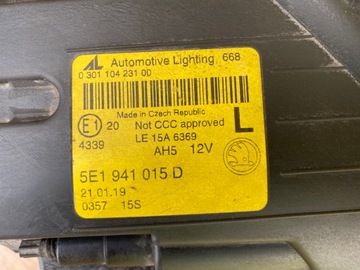 AL Automotive Lighting 668
0 301 104 231 00
Made in Czech Republic
E1 20 Not CCC approved L
4339 LE 15A 6369
AH5 12V
5E1 941 015 D
21.01.19
0357 15S